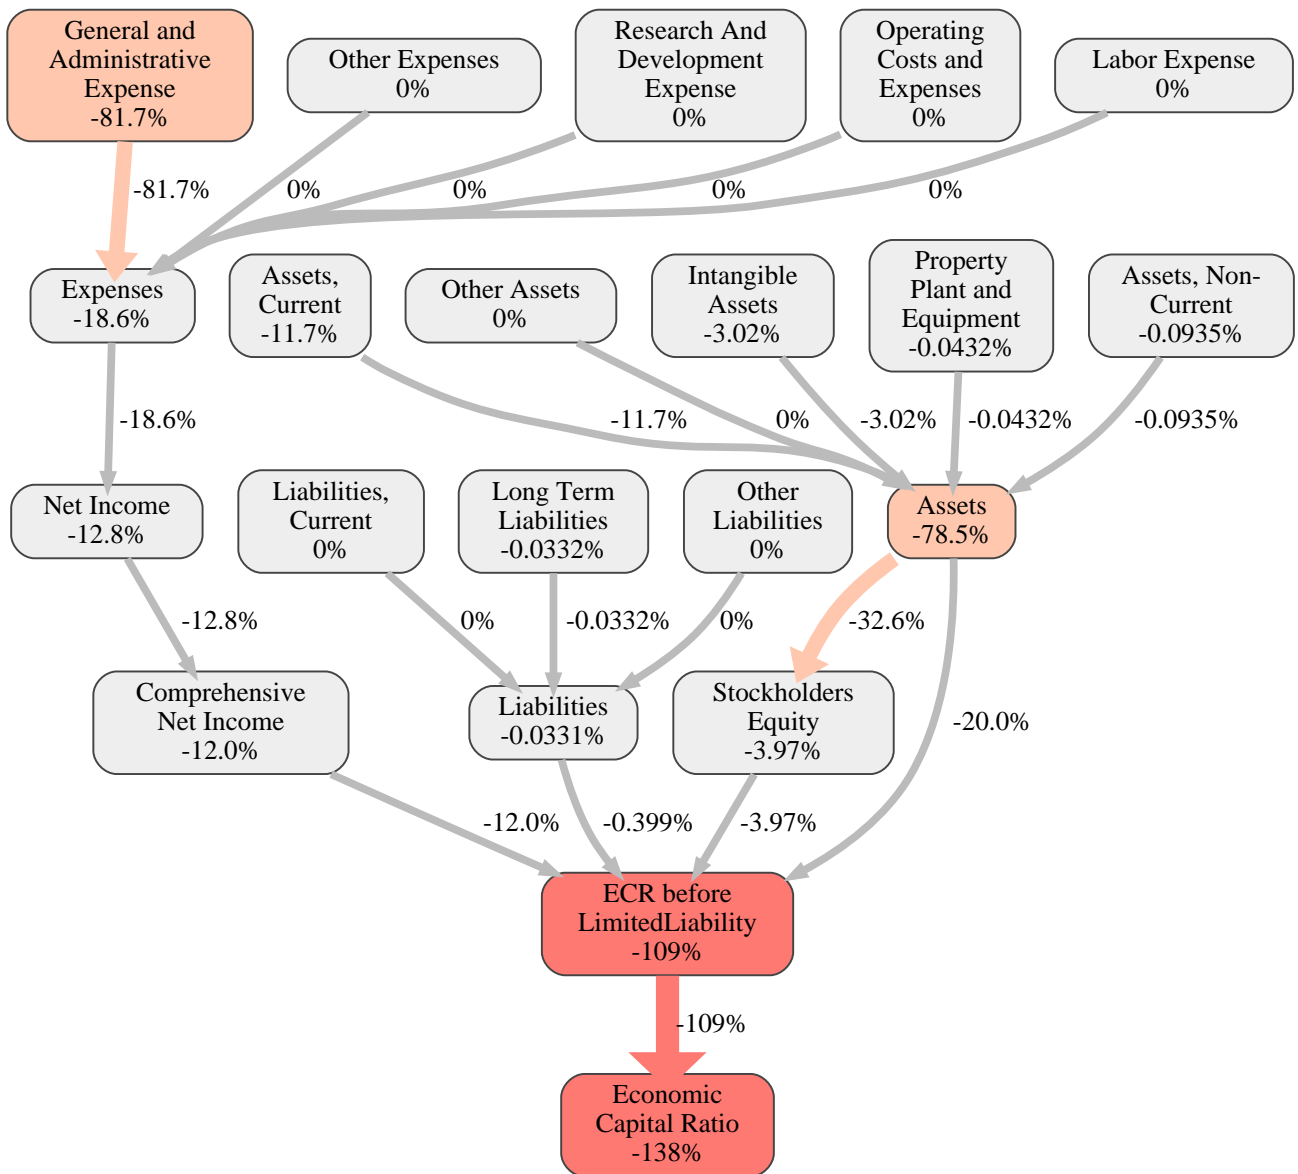 General and
Administrative
Expense
-81.7%
Other Expenses
0%
Research And
Development
Expense
0%
Operating
Costs and
Expenses
0%
Labor Expense
0%
-81.7%
0%
0%
0%
0%
Expenses
-18.6%
Assets,
Current
-11.7%
Other Assets
0%
Intangible
Assets
-3.02%
Property
Plant and
Equipment
-0.0432%
Assets, Non-
Current
-0.0935%
-18.6%
-11.7%
0%
-3.02%
-0.0432%
-0.0935%
Net Income
-12.8%
Liabilities,
Current
0%
Long Term
Liabilities
-0.0332%
Other
Liabilities
0%
Assets
-78.5%
-12.8%
0%
-0.0332%
0%
-32.6%
Comprehensive
Net Income
-12.0%
Liabilities
-0.0331%
Stockholders
Equity
-3.97%
-20.0%
-12.0%
-0.399%
-3.97%
ECR before
LimitedLiability
-109%
-109%
Economic
Capital Ratio
-138%